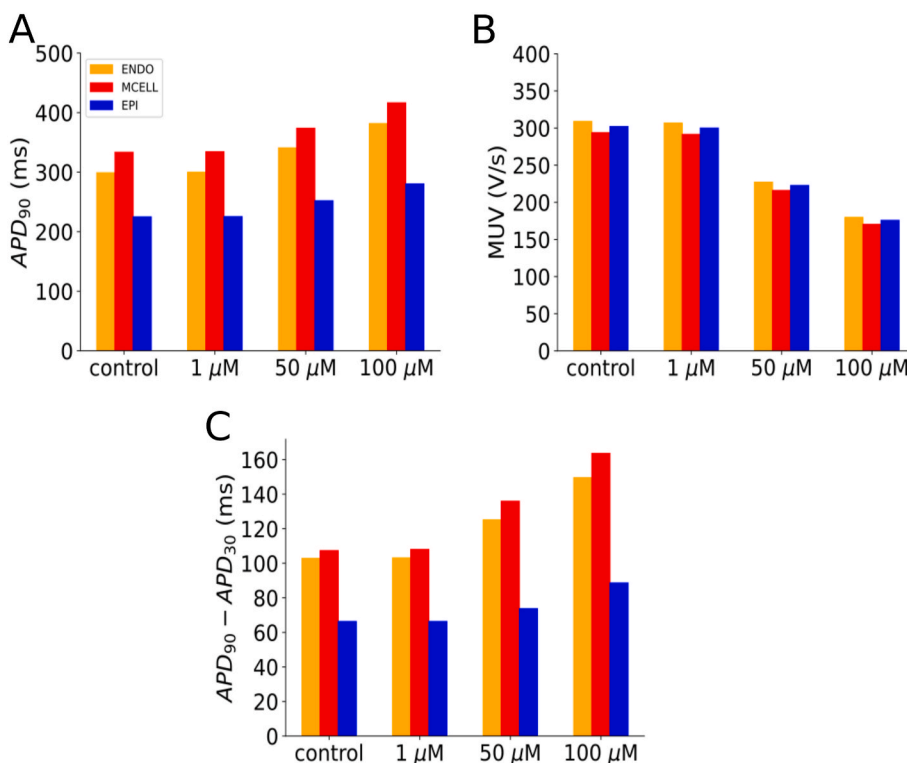 A
500
400
300
200
100
0
APD90 (ms)
ENDO
MCELL
EPI
control 1 μM 50 μM 100 μM
B
400
350
300
250
200
150
100
50
0
MUV (V/s)
control 1 μM 50 μM 100 μM
C
160
140
120
100
80
60
40
20
0
APD90 − APD30 (ms)
control 1 μM 50 μM 100 μM